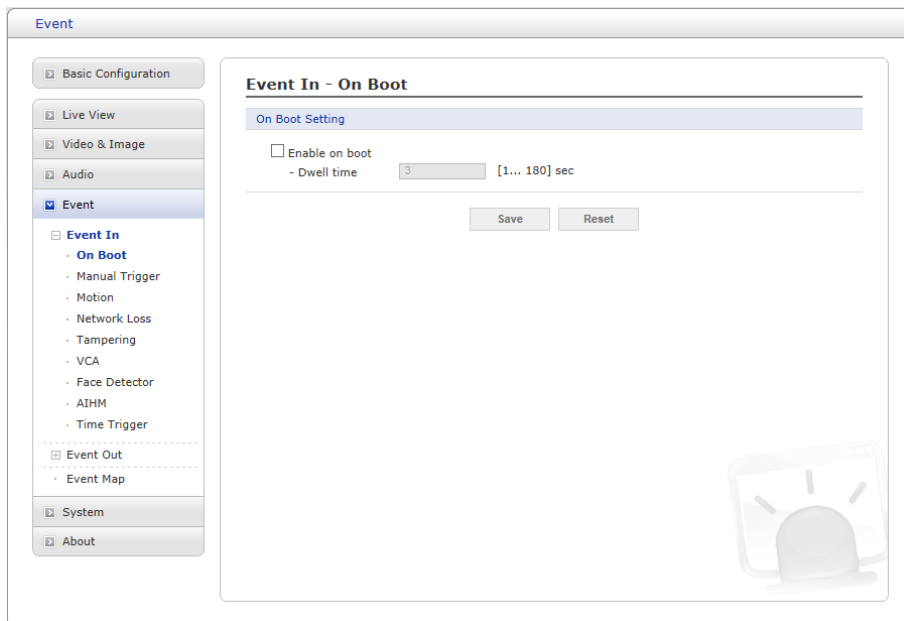 Event
Basic Configuration
Live View
Video & Image
Audio
Event
Event In
· On Boot
· Manual Trigger
· Motion
· Network Loss
· Tampering
· VCA
· Face Detector
· AIHM
· Time Trigger
Event Out
· Event Map
System
About
Event In - On Boot
On Boot Setting
Enable on boot
- Dwell time 3 [1... 180] sec
Save Reset